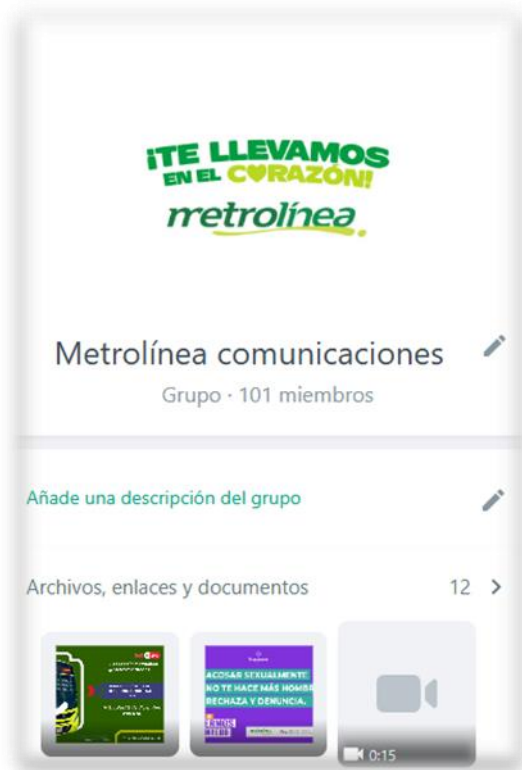 ¡TE LLEVAMOS
EN EL CORAZÓN!
metrolínea
Metrolínea comunicaciones
Grupo · 101 miembros
Añade una descripción del grupo
Archivos, enlaces y documentos 12
ACOSAR SEXUALMENTE
NO TE HACE MÁS HOMBR
RECHAZA Y DENUNCIA.
0:15